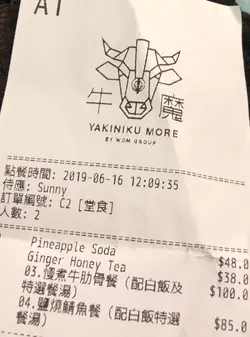 A1
牛 魔
YAKINIKU MORE
BY WOM GROUP
點餐時間: 2019-06-16 12:09:35
侍應: Sunny
訂單編號: C2 [堂食]
人數: 2
Pineapple Soda $48.0
Ginger Honey Tea $38.0
03.慢煮牛肋骨餐 (配白飯及 $100.0
特選餐湯)
04.鹽燒鯖魚餐 (配白飯特選 $85.0
餐湯)